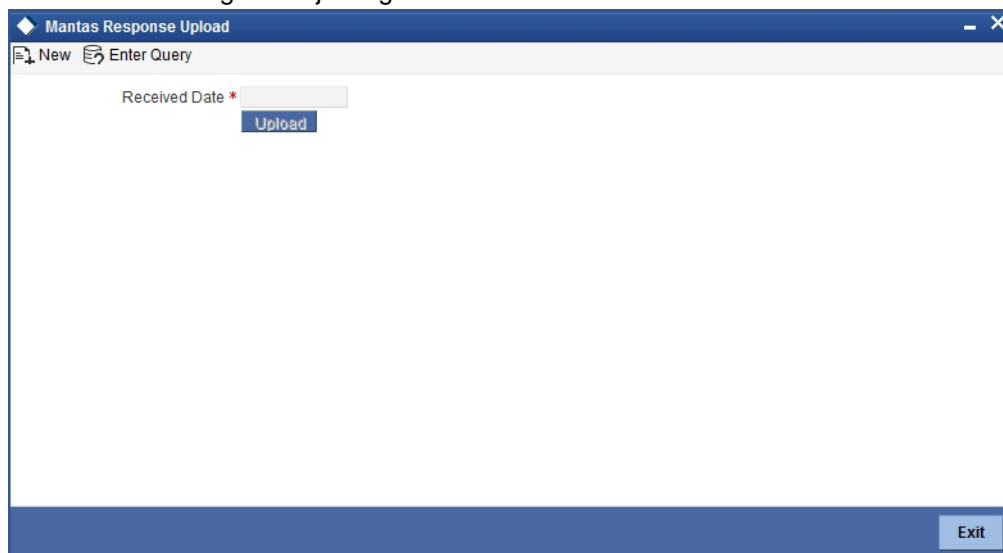 Mantas Response Upload
New Enter Query
Received Date *
Upload
Exit